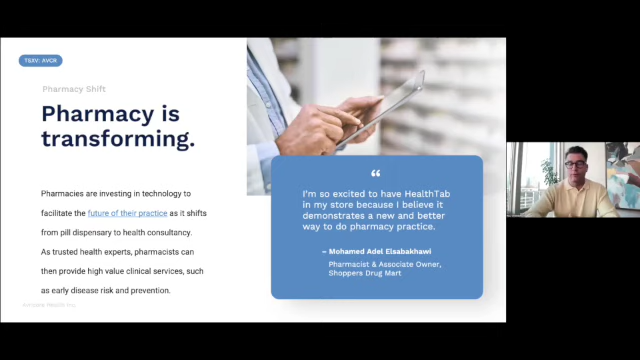 TSXV: AVCR
Pharmacy Shift
Pharmacy is
transforming.
Pharmacies are investing in technology to
facilitate the future of their practice as it shifts
from pill dispensary to health consultancy.
As trusted health experts, pharmacists can
then provide high value clinical services, such
as early disease risk and prevention.
Avricore Health Inc.
“
I'm so excited to have HealthTab
in my store because I believe it
demonstrates a new and better
way to do pharmacy practice.
– Mohamed Adel Elsabakhawi
Pharmacist & Associate Owner,
Shoppers Drug Mart